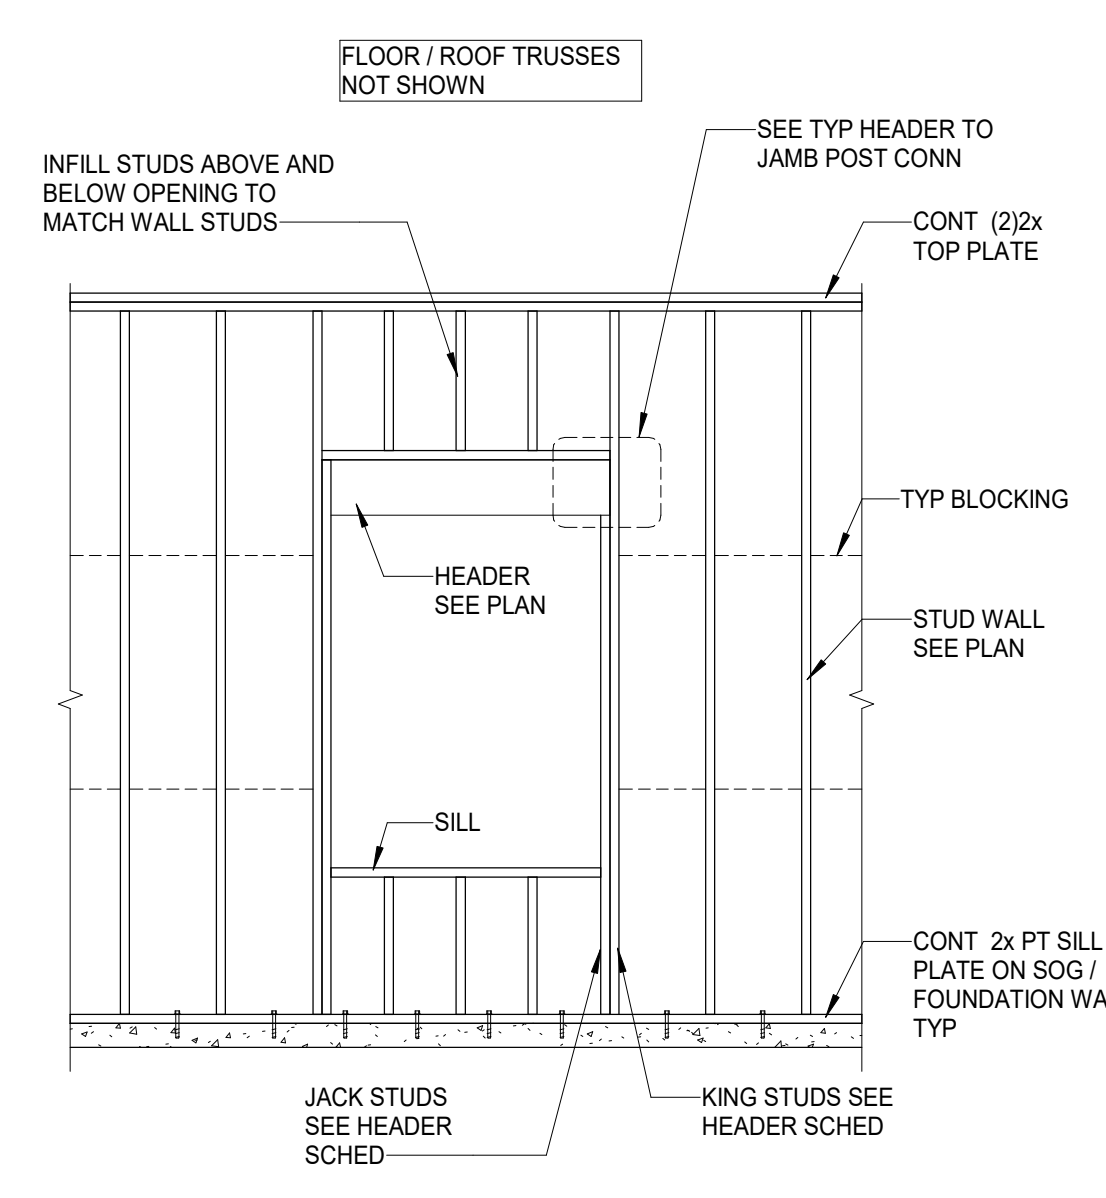 FLOOR / ROOF TRUSSES
NOT SHOWN
SEE TYP HEADER TO
JAMB POST CONN
INFILL STUDS ABOVE AND
BELOW OPENING TO
MATCH WALL STUDS
CONT (2)2x
TOP PLATE
TYP BLOCKING
HEADER
SEE PLAN
STUD WALL
SEE PLAN
SILL
CONT 2x PT SILL
PLATE ON SOG /
FOUNDATION WA
TYP
JACK STUDS
SEE HEADER
SCHED
KING STUDS SEE
HEADER SCHED